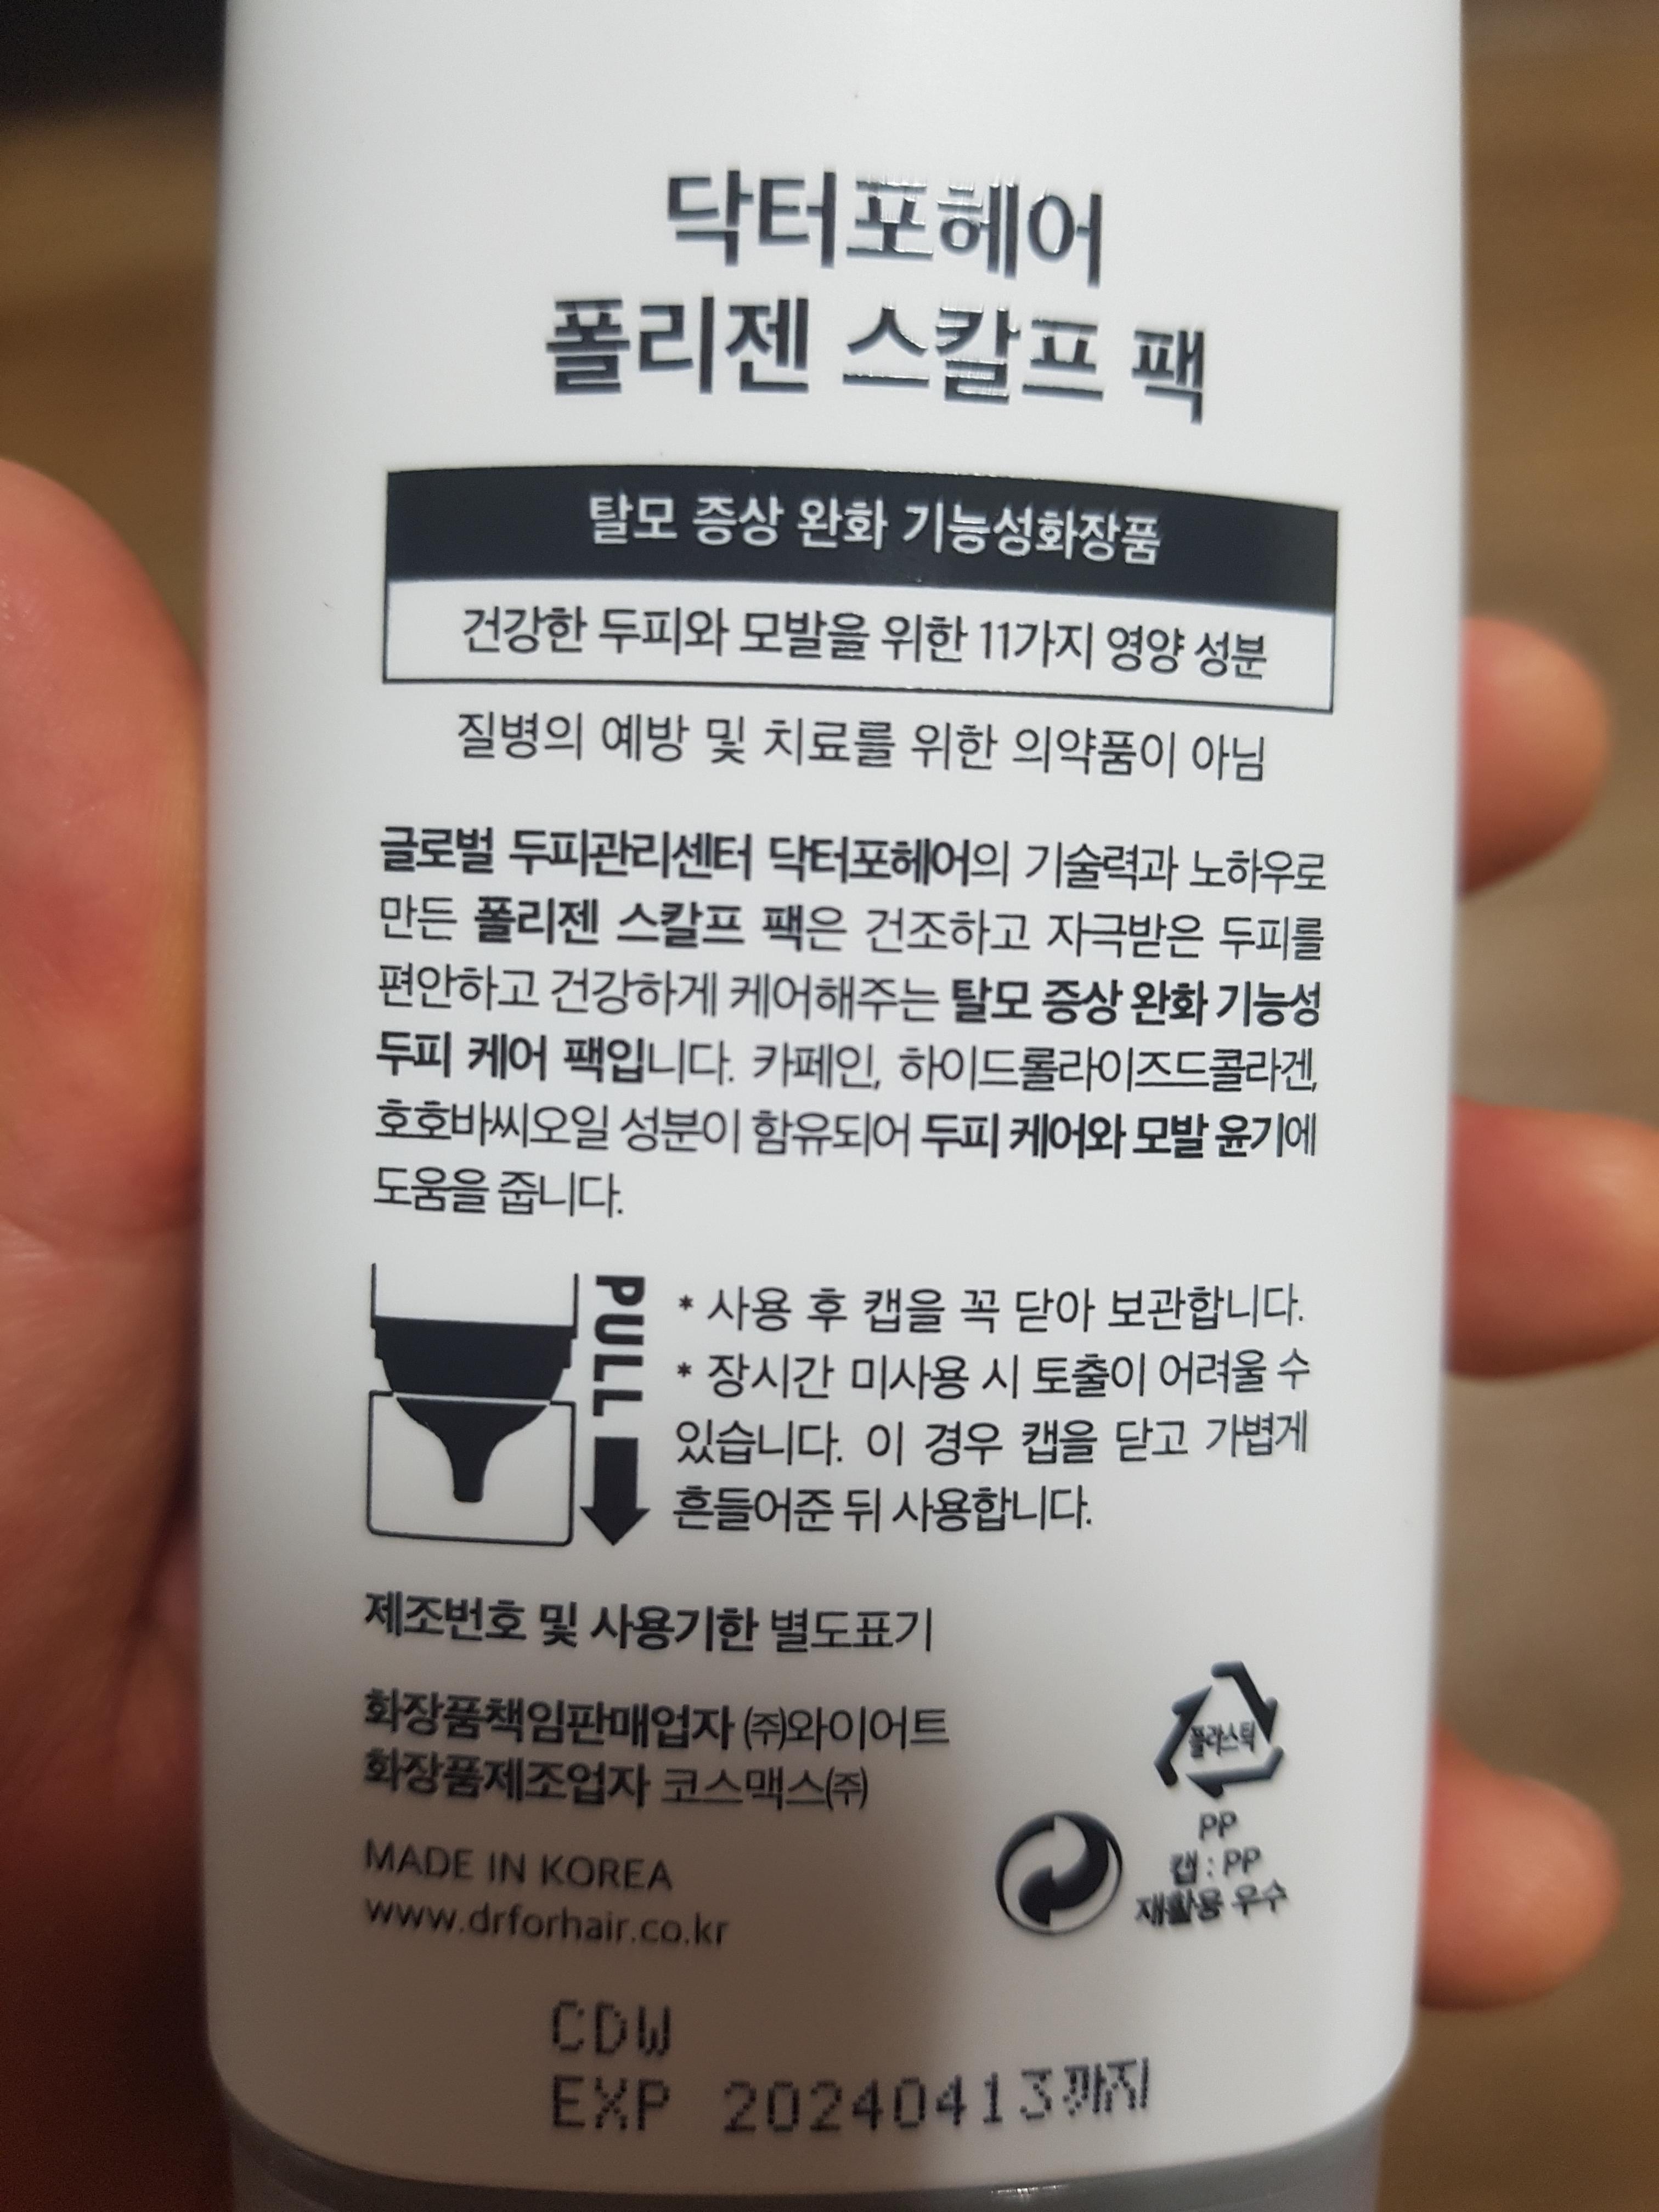 닥터포헤어
폴리젠 스칼프 팩
탈모 증상 완화 기능성화장품
건강한 두피와 모발을 위한 11가지 영양 성분
질병의 예방 및 치료를 위한 의약품이 아님
글로벌 두피관리센터 닥터포헤어의 기술력과 노하우로
만든 폴리젠 스칼프 팩은 건조하고 자극받은 두피를
편안하고 건강하게 케어해주는 탈모 증상 완화 기능성
두피 케어 팩입니다. 카페인, 하이드롤라이즈드콜라겐,
호호바씨오일 성분이 함유되어 두피 케어와 모발 윤기에
도움을 줍니다.
PULL
* 사용 후 캡을 꼭 닫아 보관합니다.
* 장시간 미사용 시 토출이 어려울 수
있습니다. 이 경우 캡을 닫고 가볍게
흔들어준 뒤 사용합니다.
제조번호 및 사용기한 별도표기
화장품책임판매업자 ㈜와이어트
화장품제조업자 코스맥스㈜
MADE IN KOREA
www.drforhair.co.kr
플라스틱
PP
캡 : PP
재활용 우수
CDW
EXP 20240413까지